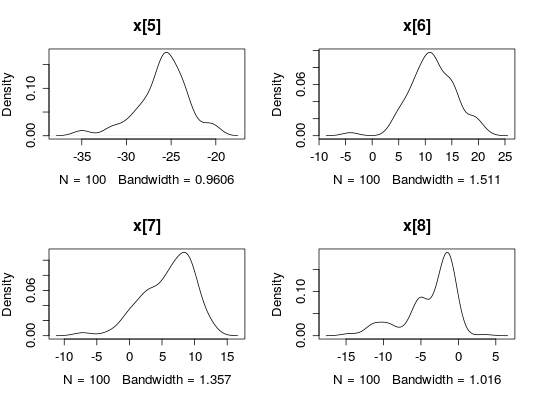 x[5] x[6]
Density 0.00 0.10
-35 -30 -25 -20
N = 100 Bandwidth = 0.9606
Density 0.00 0.06
-10 -5 0 5 10 15 20 25
N = 100 Bandwidth = 1.511
x[7] x[8]
Density 0.00 0.06
-10 -5 0 5 10 15
N = 100 Bandwidth = 1.357
Density 0.00 0.10
-15 -10 -5 0 5
N = 100 Bandwidth = 1.016